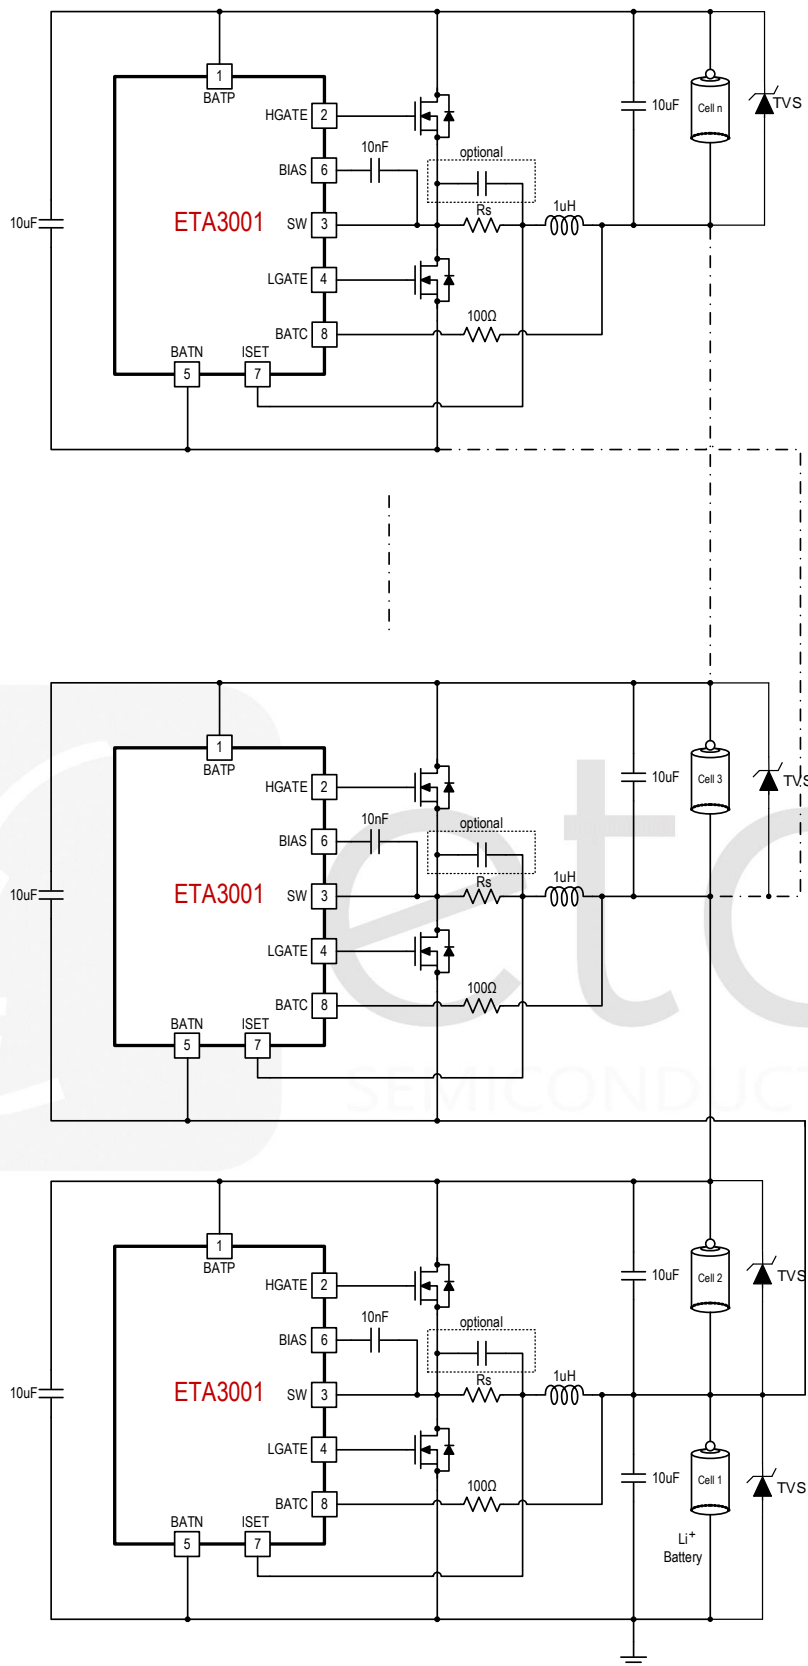 1
BATP
HGATE 2
10uF
Cell n
TVS
10nF
optional
BIAS 6
Rs
1uH
10uF
ETA3001
SW 3
LGATE 4
100Ω
BATC 8
BATN
ISET
5
7
1
BATP
HGATE 2
10uF
Cell 3
TVS
10nF
optional
BIAS 6
Rs
1uH
10uF
ETA3001
SW 3
LGATE 4
100Ω
BATC 8
BATN
ISET
5
7
eta
SEMICONDUCT
1
BATP
HGATE 2
10uF
Cell 2
TVS
10nF
optional
BIAS 6
Rs
1uH
10uF
ETA3001
SW 3
LGATE 4
10uF
Cell 1
TVS
100Ω
BATC 8
BATN
ISET
5
7
Li+
Battery